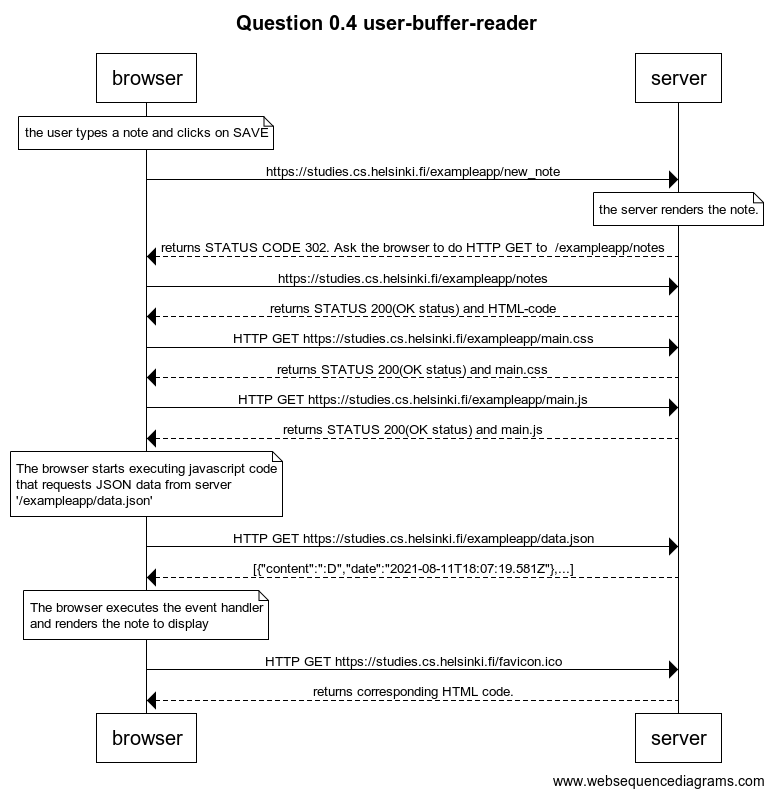 Question 0.4 user-buffer-reader
browser
server
the user types a note and clicks on SAVE
https://studies.cs.helsinki.fi/exampleapp/new_note
the server renders the note.
returns STATUS CODE 302. Ask the browser to do HTTP GET to  /exampleapp/notes
https://studies.cs.helsinki.fi/exampleapp/notes
returns STATUS 200(OK status) and HTML-code
HTTP GET https://studies.cs.helsinki.fi/exampleapp/main.css
returns STATUS 200(OK status) and main.css
HTTP GET https://studies.cs.helsinki.fi/exampleapp/main.js
returns STATUS 200(OK status) and main.js
The browser starts executing javascript code
that requests JSON data from server
'/exampleapp/data.json'
HTTP GET https://studies.cs.helsinki.fi/exampleapp/data.json
[{"content":":D","date":"2021-08-11T18:07:19.581Z"},...]
The browser executes the event handler
and renders the note to display
HTTP GET https://studies.cs.helsinki.fi/favicon.ico
returns corresponding HTML code.
browser
server
www.websequencediagrams.com